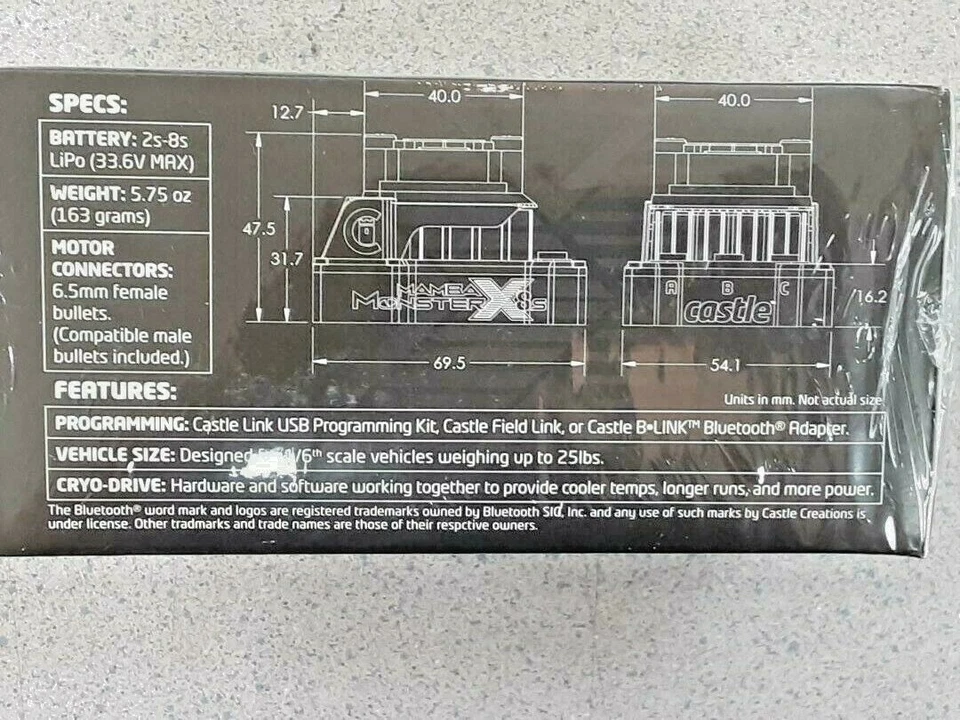 SPECS:
BATTERY: 2s-8s
LiPo (33.6V MAX)
WEIGHT: 5.75 oz
(163 grams)
MOTOR
CONNECTORS:
6.5mm female
bullets.
(Compatible male
bullets included.)
12.7
40.0
47.5
31.7
C
MAMBA
MONSTER X 8s
69.5
40.0
A B C
castle
16.2
54.1
Units in mm. Not actual size
FEATURES:
PROGRAMMING: Castle Link USB Programming Kit, Castle Field Link, or Castle B•LINK™ Bluetooth® Adapter.
VEHICLE SIZE: Designed 1/6th scale vehicles weighing up to 25lbs.
CRYO-DRIVE: Hardware and software working together to provide cooler temps, longer runs, and more power.
The Bluetooth® word mark and logos are registered trademarks owned by Bluetooth SIG, Inc. and any use of such marks by Castle Creations is
under license. Other tradmarks and trade names are those of their respctive owners.